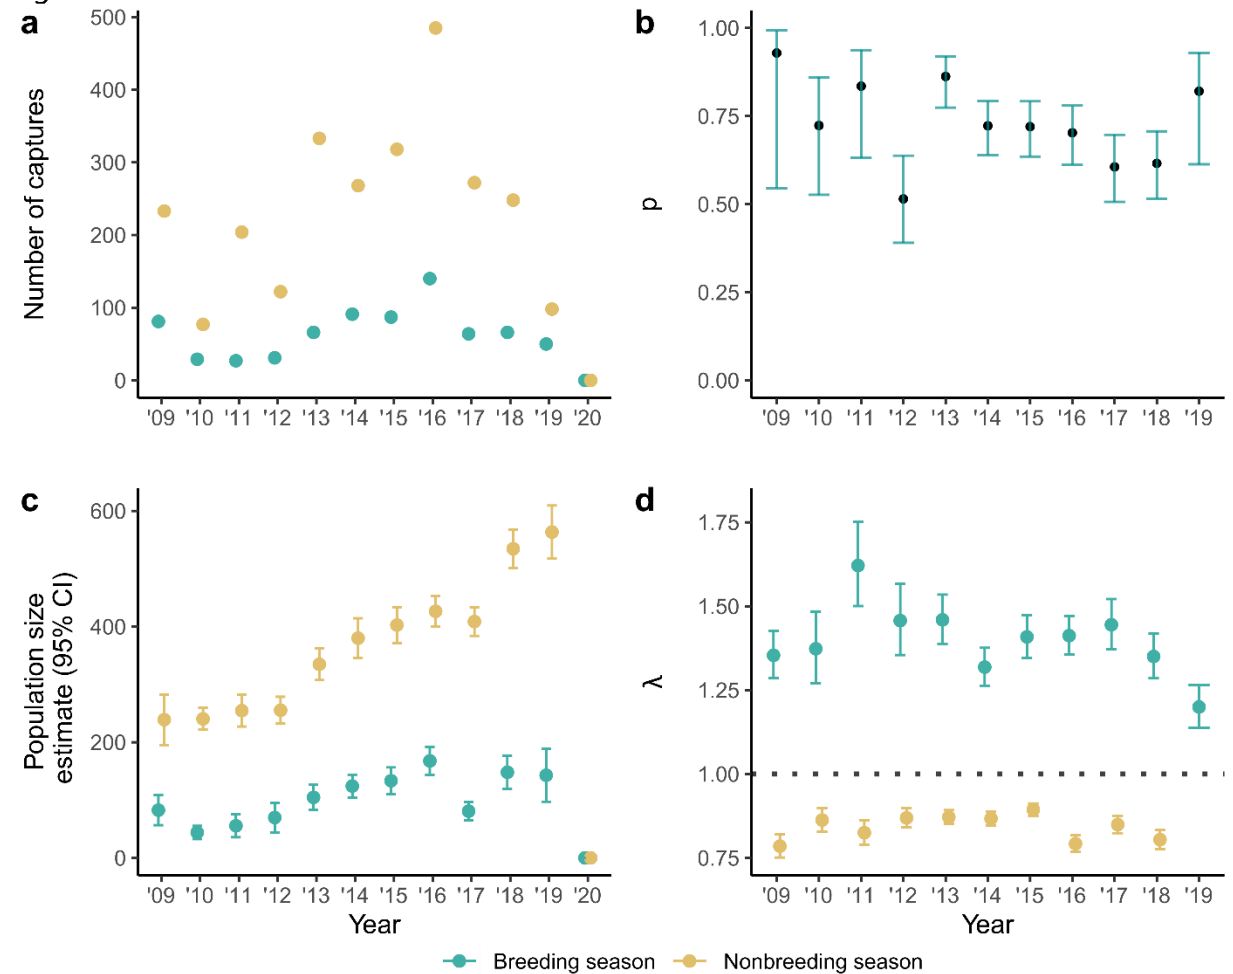 a
Number of captures
500
400
300
200
100
0
'09 '10 '11 '12 '13 '14 '15 '16 '17 '18 '19 '20
b
p
1.00
0.75
0.50
0.25
0.00
'09 '10 '11 '12 '13 '14 '15 '16 '17 '18 '19
c
Population size
estimate (95% CI)
600
400
200
0
'09 '10 '11 '12 '13 '14 '15 '16 '17 '18 '19 '20
Year
d
λ
1.75
1.50
1.25
1.00
0.75
'09 '10 '11 '12 '13 '14 '15 '16 '17 '18 '19
Year
Breeding season Nonbreeding season